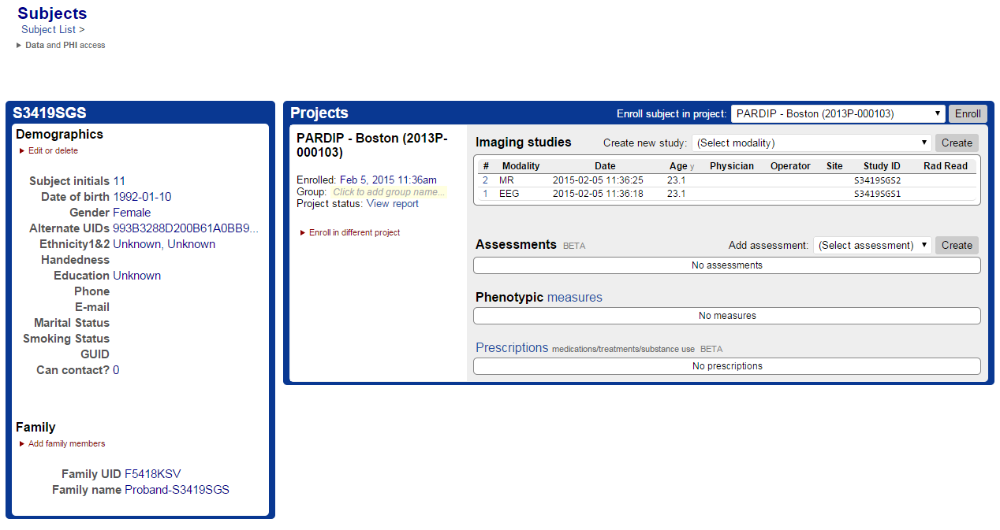 Subjects
Subject List >
Data and PHI access
S3419SGS
Demographics
Edit or delete
Subject initials 11
Date of birth 1992-01-10
Gender Female
Alternate UIDs 993B3288D200B61A0BB9...
Ethnicity1&2 Unknown, Unknown
Handedness
Education Unknown
Phone
E-mail
Marital Status
Smoking Status
GUID
Can contact? 0
Family
Add family members
Family UID F5418KSV
Family name Proband-S3419SGS
Projects
Enroll subject in project: PARDIP - Boston (2013P-000103) Enroll
PARDIP - Boston (2013P-
000103)
Enrolled: Feb 5, 2015 11:36am
Group: Click to add group name...
Project status: View report
Enroll in different project
Imaging studies Create new study: (Select modality) Create
# Modality Date Age y Physician Operator Site Study ID Rad Read
2 MR 2015-02-05 11:36:25 23.1 S3419SGS2
1 EEG 2015-02-05 11:36:18 23.1 S3419SGS1
Assessments BETA Add assessment: (Select assessment) Create
No assessments
Phenotypic measures
No measures
Prescriptions medications/treatments/substance use BETA
No prescriptions